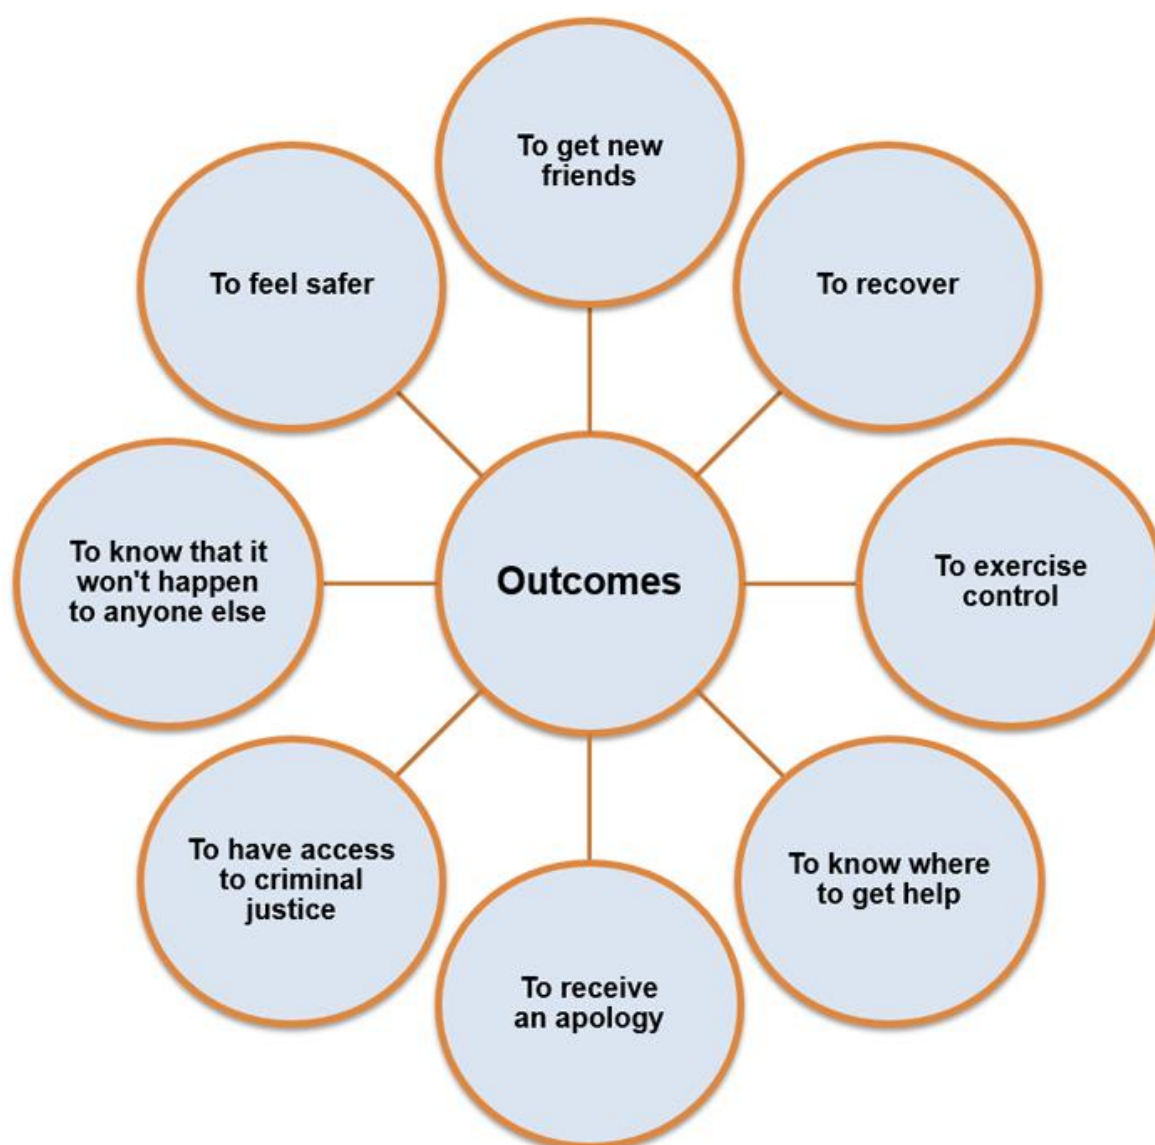 To get new
friends
To feel safer
To recover
To know that it
won't happen
to anyone else
Outcomes
To exercise
control
To have access
to criminal
justice
To know where
to get help
To receive
an apology